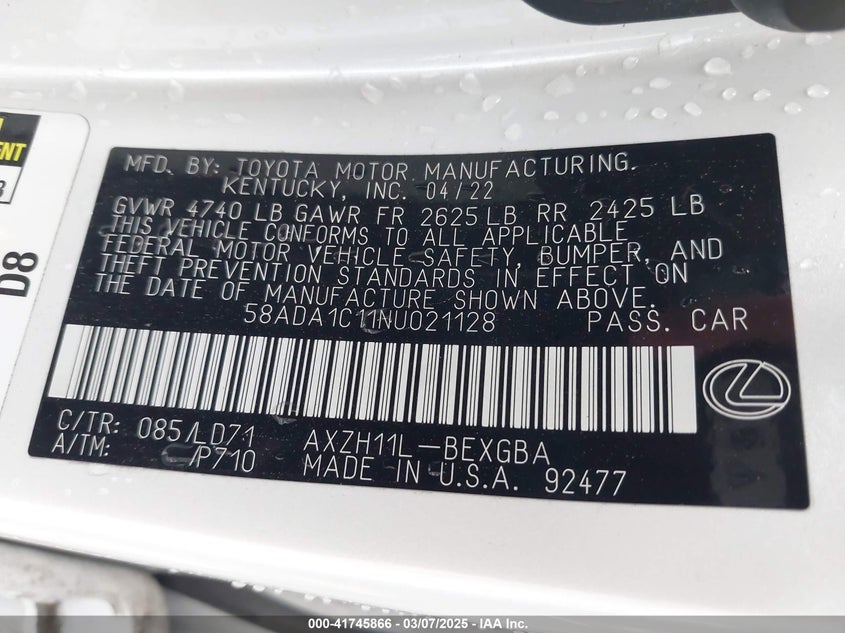 ENT
3
D8
MFD. BY: TOYOTA MOTOR MANUFACTURING.
KENTUCKY, INC. 04/22
GVWR 4740 LB GAWR FR 2625 LB RR 2425 LB
THIS VEHICLE CONFORMS TO ALL APPLICABLE
FEDERAL MOTOR VEHICLE SAFETY, BUMPER, AND
THEFT PREVENTION STANDARDS IN EFFECT ON
THE DATE OF MANUFACTURE SHOWN ABOVE.
58ADA1C11NU021128 PASS. CAR
C/TR: 085/LD71 AXZH11L-BEXGBA
A/TM: /P710 MADE IN U.S.A. 92477
000-41745866 — 03/07/2025 — IAA Inc.